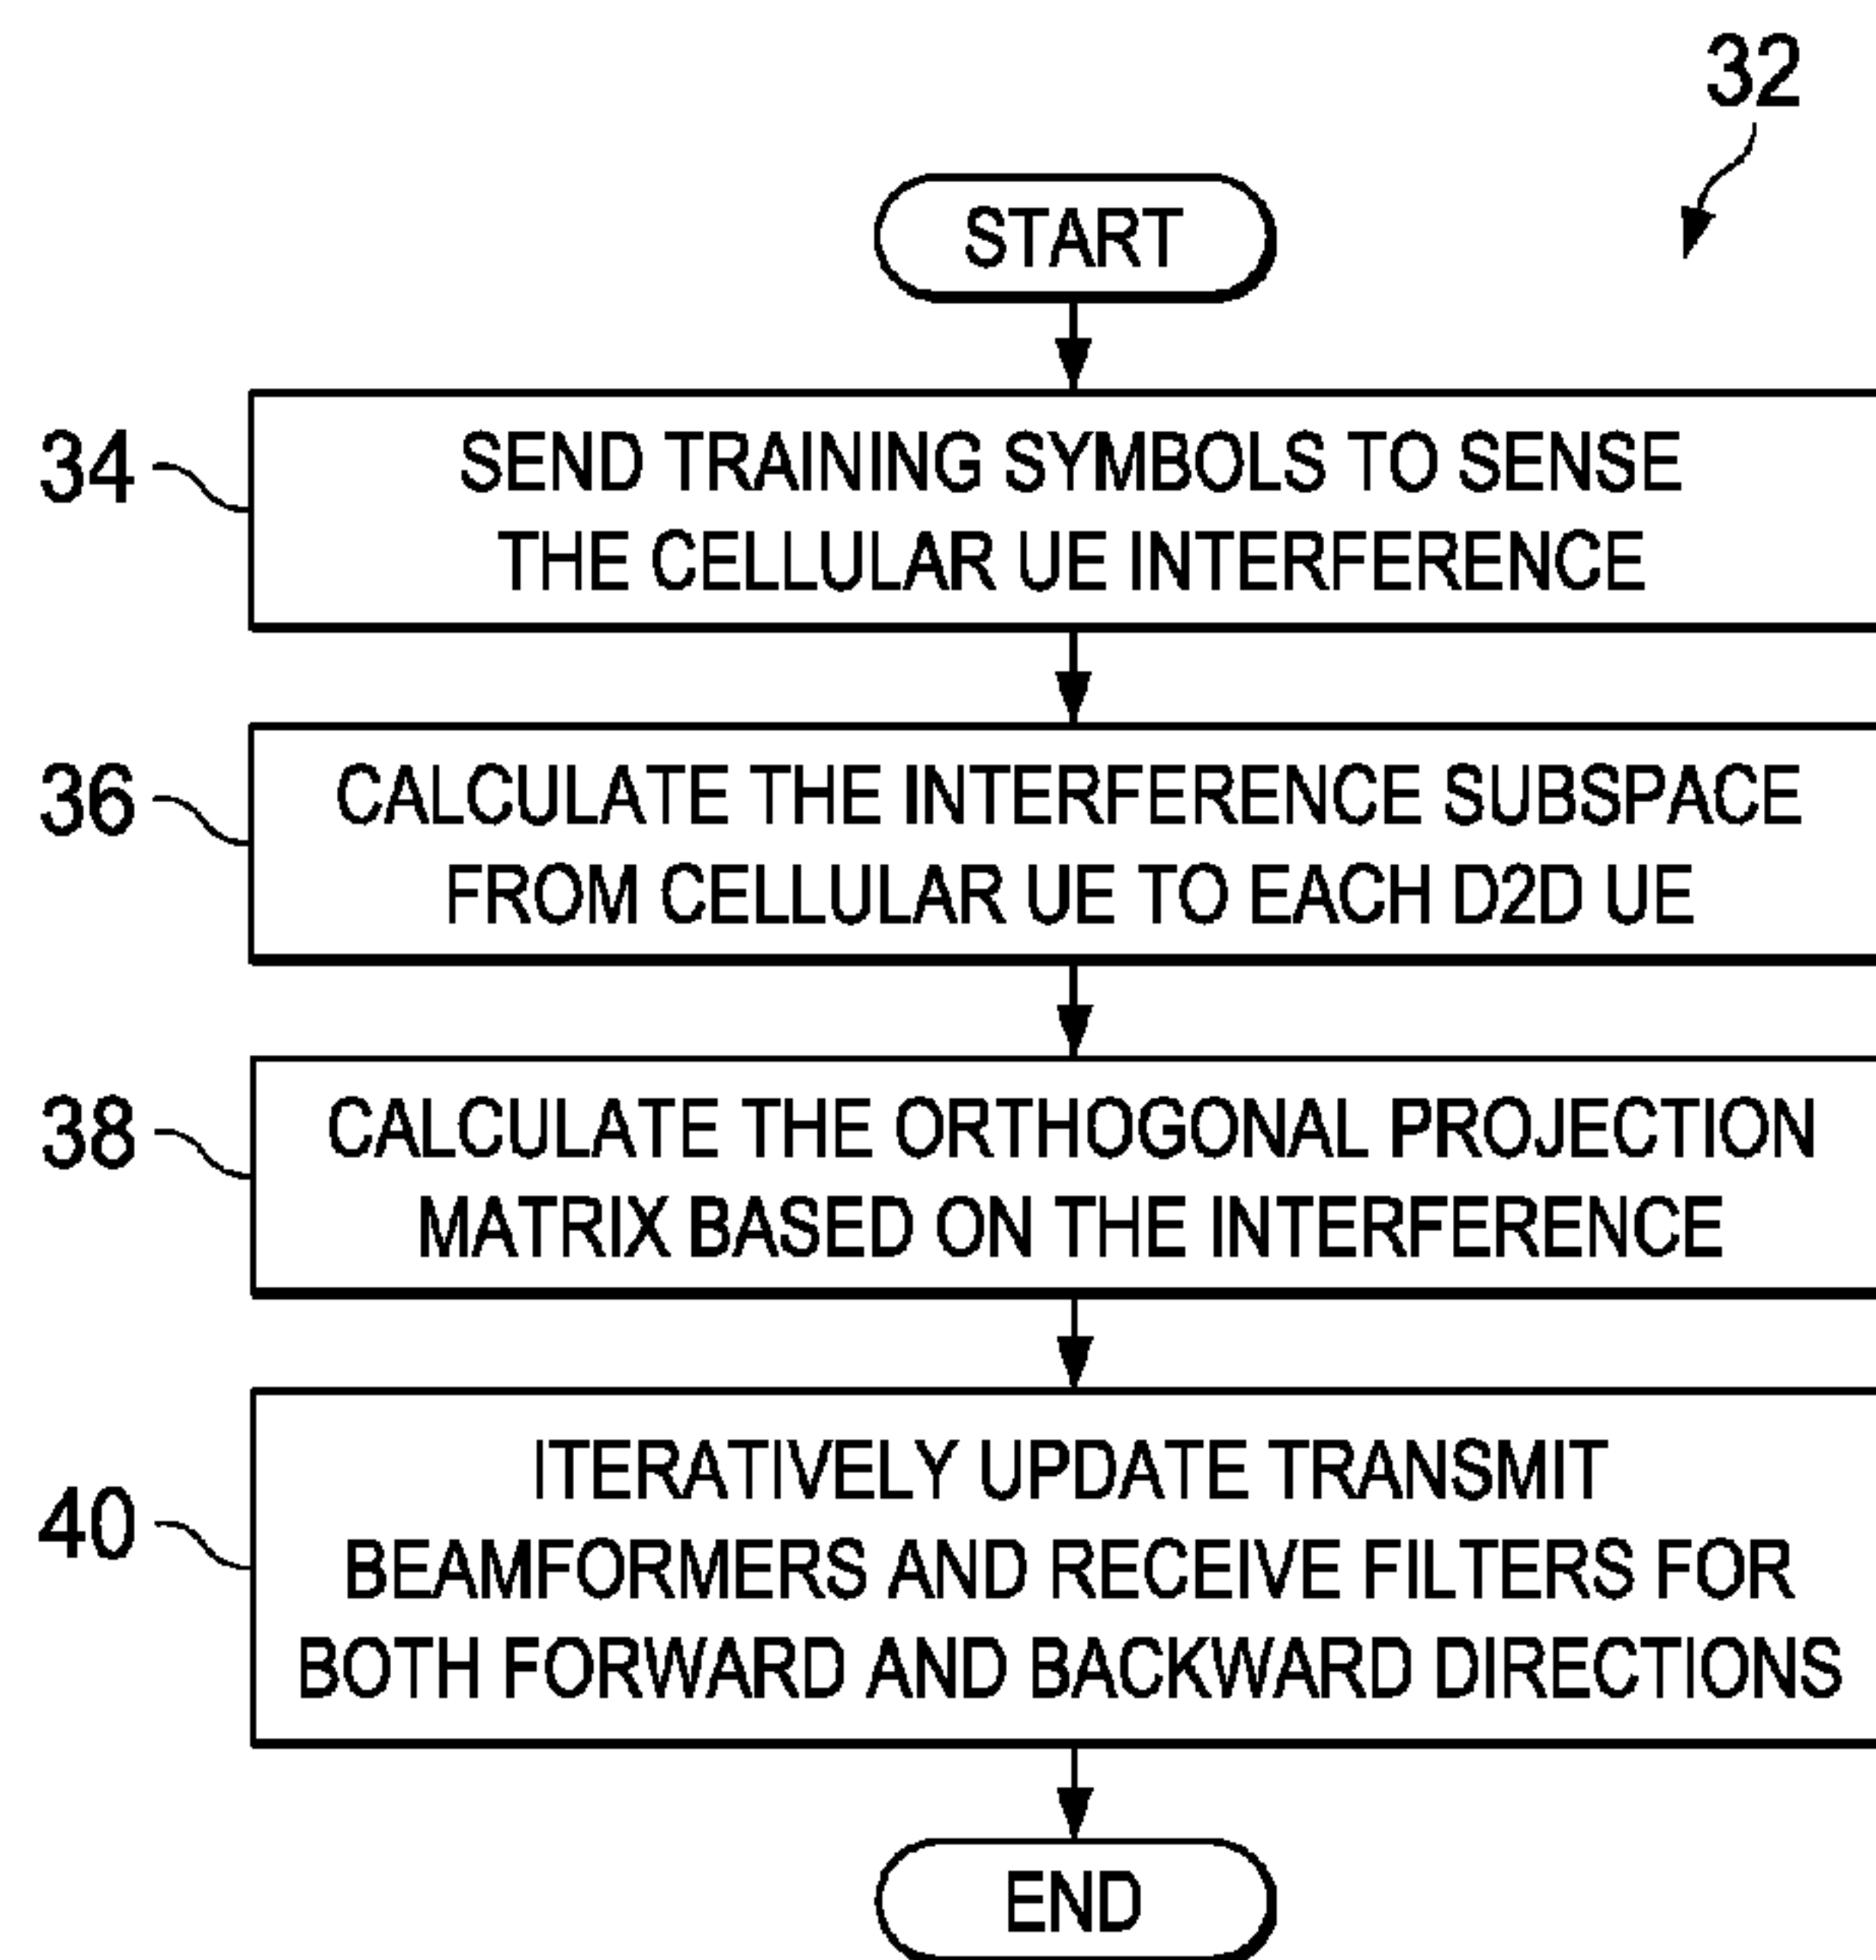 32
START
34
SEND TRAINING SYMBOLS TO SENSE
THE CELLULAR UE INTERFERENCE
36
CALCULATE THE INTERFERENCE SUBSPACE
FROM CELLULAR UE TO EACH D2D UE
38
CALCULATE THE ORTHOGONAL PROJECTION
MATRIX BASED ON THE INTERFERENCE
40
ITERATIVELY UPDATE TRANSMIT
BEAMFORMERS AND RECEIVE FILTERS FOR
BOTH FORWARD AND BACKWARD DIRECTIONS
END